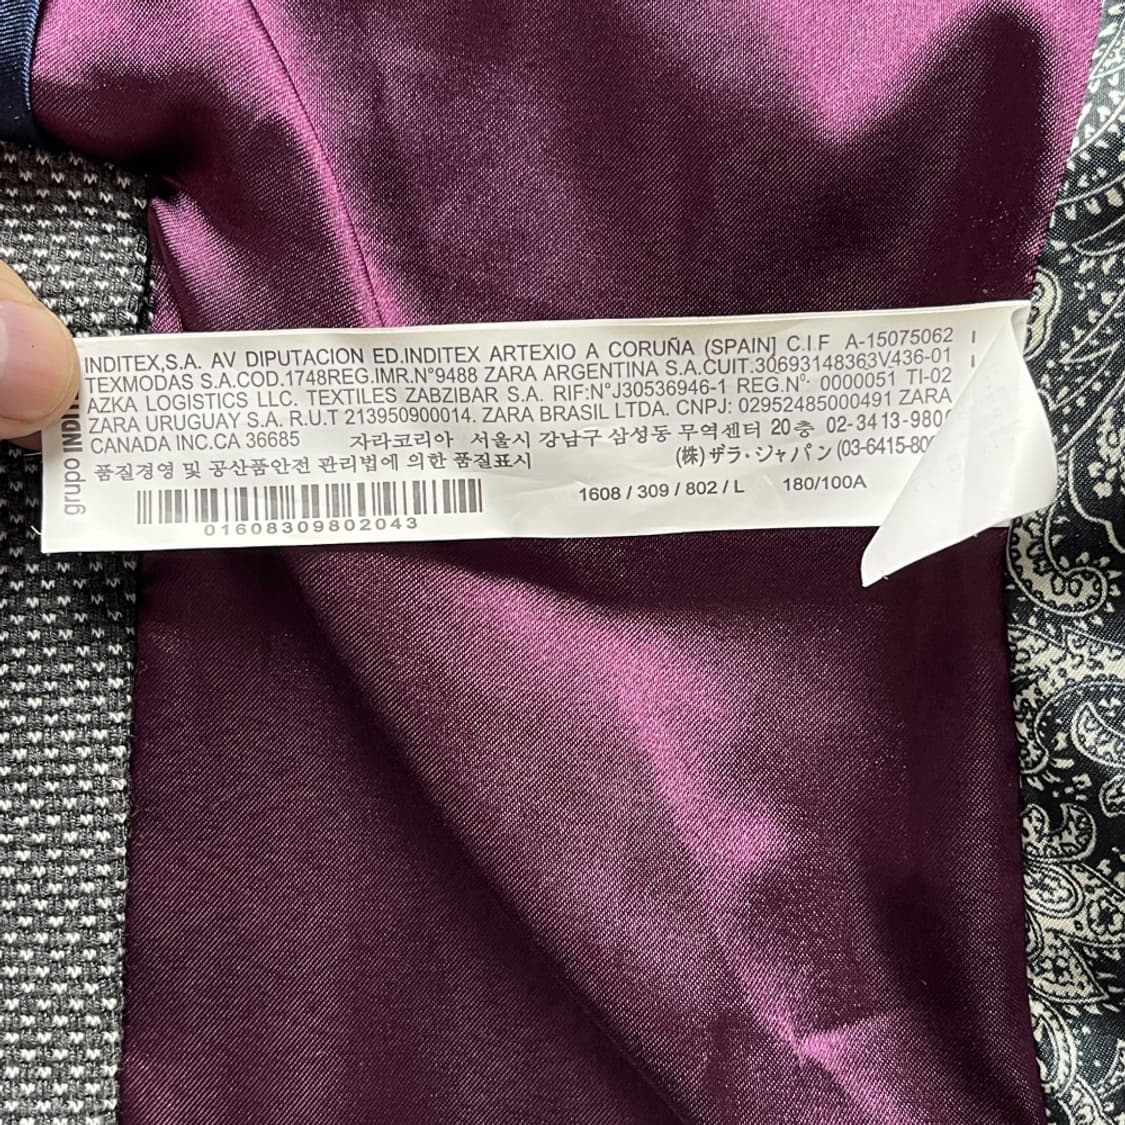 grupo INDITE
INDITEX,S.A. AV DIPUTACION ED.INDITEX ARTEXIO A CORUÑA (SPAIN] C.I.F A-15075062
TEXMODAS S.A.COD.1748REG.IMR.N°9488 ZARA ARGENTINA S.A.CUIT:30693148363V436-01
AZKA LOGISTICS LLC. TEXTILES ZABZIBAR S.A. RIF:N°J30536946-1 REG.N° 0000051 TI-02
ZARA URUGUAY S.A. R.U.T 213950900014. ZARA BRASIL LTDA. CNPJ: 02952485000491 ZARA
CANADA INC.CA 36685 자라코리아 서울시 강남구 삼성동 무역센터 20층 02-3413-980
품질경영 및 공산품안전 관리법에 의한 품질표시 (株)ザラ・ジャパン(03-6415-80
01608309802043
1608 / 309 / 802 / L 180/100A